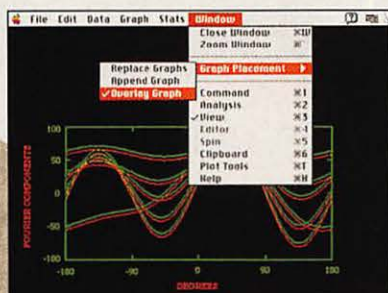 File Edit Data Graph Stats Window
Close Window ⌘W
Zoom Window
Graph Placement
Replace Graphs
Append Graph
✓Overlay Graph
Command ⌘1
Analysis ⌘2
✓View ⌘3
Editor ⌘4
Spin ⌘5
Clipboard ⌘6
Plot Tools ⌘T
Help ⌘H
FOURIER COMPONENTS
100
50
0
-50
-100
-180 -90 0 90 180
DEGREES